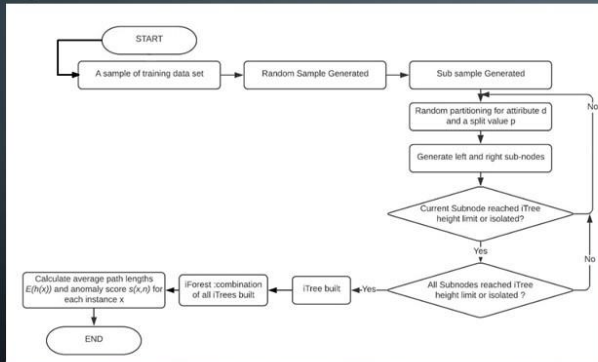 START
A sample of training data set
Random Sample Generated
Sub sample Generated
Random partitioning for attiribute d
and a split value p
No
Generate left and right sub-nodes
Current Subnode reached iTree
height limit or isolated?
Yes
No
All Subnodes reached iTree
height limit or isolated ?
Yes
iTree built
iForest :combination
of all iTrees built
Calculate average path lengths
E(h(x)) and anomaly score s(x,n) for
each instance x
END